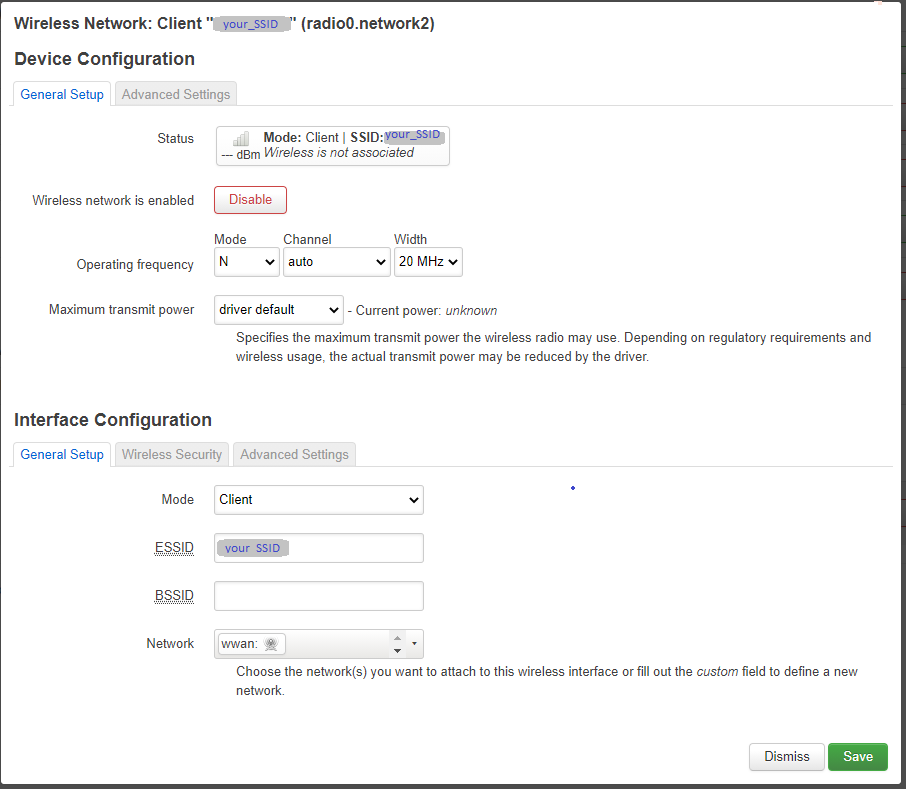 Wireless Network: Client "your_SSID" (radio0.network2)
Device Configuration
General Setup Advanced Settings
Status
Mode: Client | SSID:your_SSID
--- dBm Wireless is not associated
Wireless network is enabled Disable
Mode Channel Width
Operating frequency N auto 20 MHz
Maximum transmit power driver default - Current power: unknown
Specifies the maximum transmit power the wireless radio may use. Depending on regulatory requirements and
wireless usage, the actual transmit power may be reduced by the driver.
Interface Configuration
General Setup Wireless Security Advanced Settings
Mode Client
ESSID your_SSID
BSSID
Network wwan:
Choose the network(s) you want to attach to this wireless interface or fill out the custom field to define a new
network.
Dismiss Save